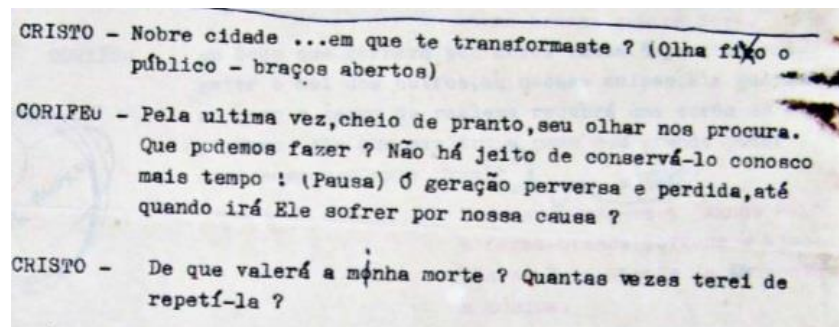 CRISTO - Nobre cidade ...em que te transformaste ? (Olha fixo o
público - braços abertos)
CORIFEU - Pela ultima vez,cheio de pranto,seu olhar nos procura.
Que podemos fazer ? Não há jeito de conservá-lo conosco
mais tempo ! (Pausa) Ó geração perversa e perdida,até
quando irá Ele sofrer por nossa causa ?
CRISTO - De que valerá a minha morte ? Quantas vezes terei de
repetí-la ?